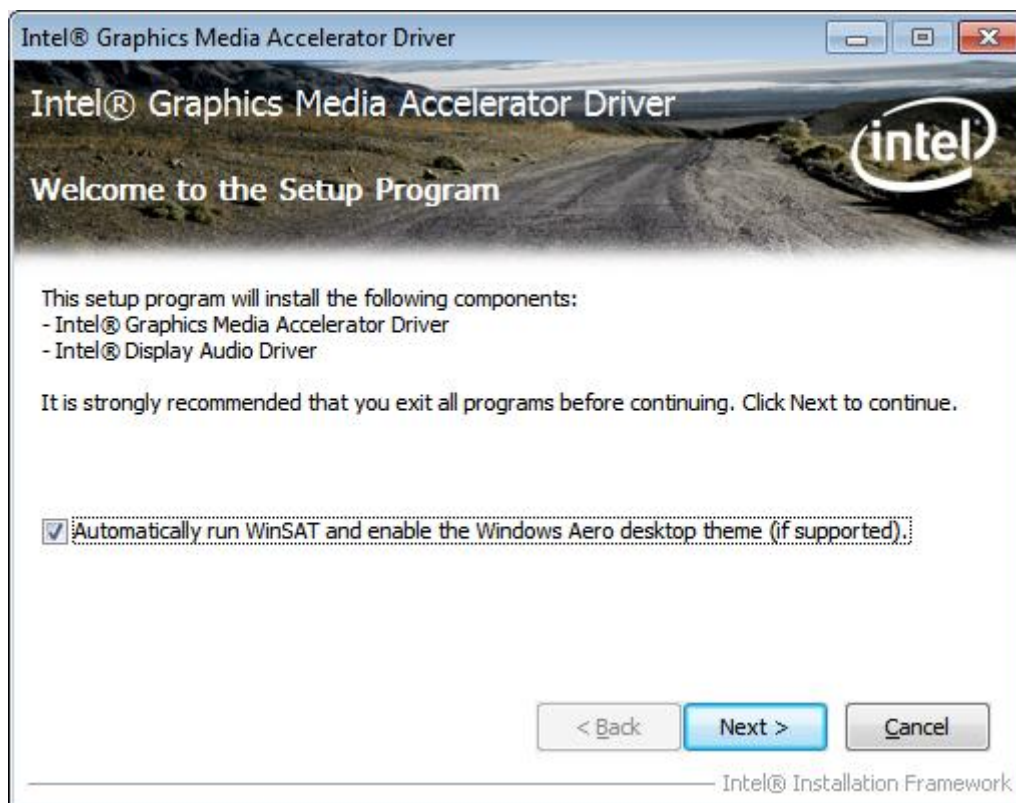 Intel® Graphics Media Accelerator Driver
Intel® Graphics Media Accelerator Driver
intel
Welcome to the Setup Program
This setup program will install the following components:
- Intel® Graphics Media Accelerator Driver
- Intel® Display Audio Driver
It is strongly recommended that you exit all programs before continuing. Click Next to continue.
Automatically run WinSAT and enable the Windows Aero desktop theme (if supported).
< Back Next > Cancel
Intel® Installation Framework